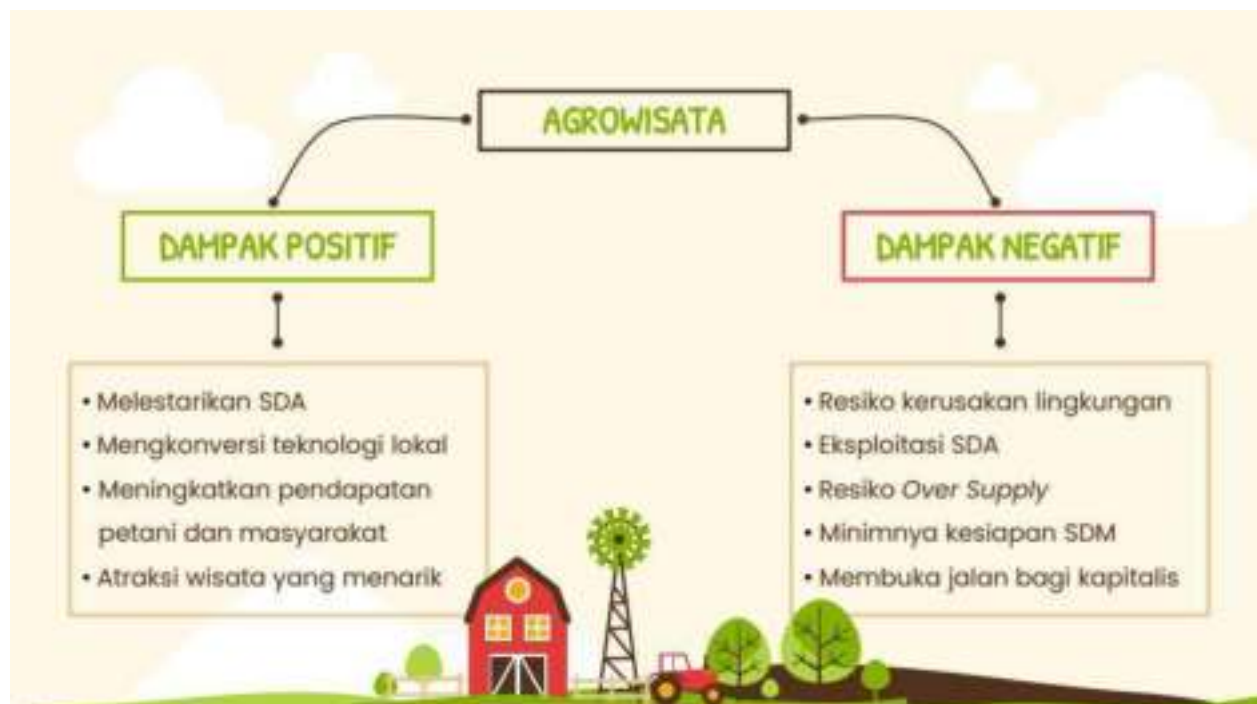 AGROWISATA
DAMPAK POSITIF
• Melestarikan SDA
• Mengkonversi teknologi lokal
• Meningkatkan pendapatan
petani dan masyarakat
• Atraksi wisata yang menarik
DAMPAK NEGATIF
• Resiko kerusakan lingkungan
• Eksploitasi SDA
• Resiko Over Supply
• Minimnya kesiapan SDM
• Membuka jalan bagi kapitalis